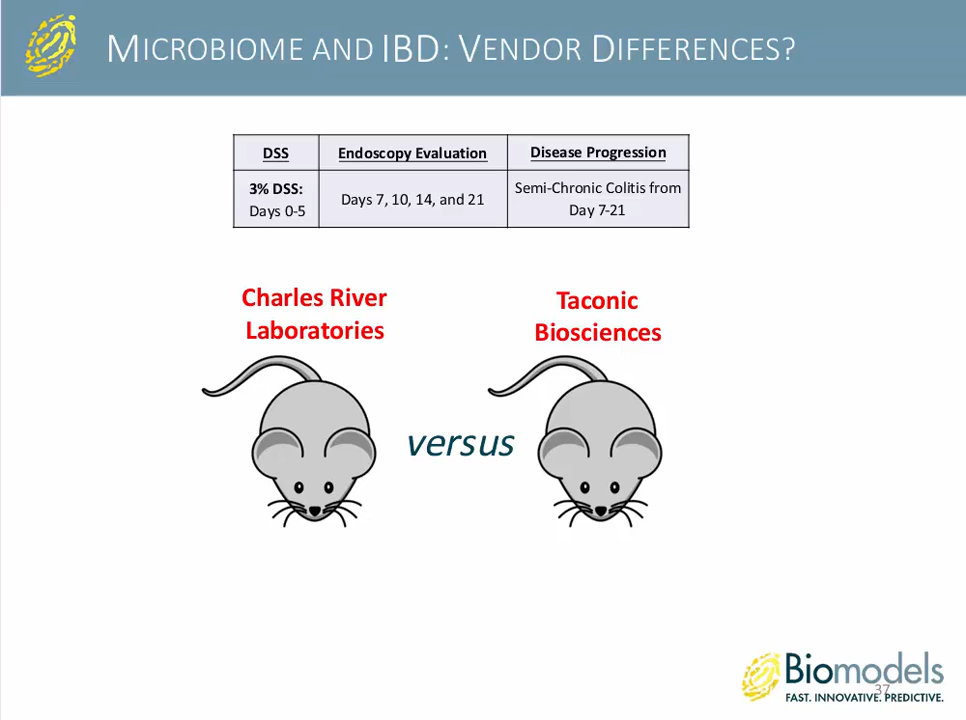 MICROBIOME AND IBD: VENDOR DIFFERENCES?
DSS
Endoscopy Evaluation
Disease Progression
3% DSS:
Days 0-5
Days 7, 10, 14, and 21
Semi-Chronic Colitis from
Day 7-21
Charles River
Laboratories
Taconic
Biosciences
versus
Biomodels
37
FAST. INNOVATIVE. PREDICTIVE.